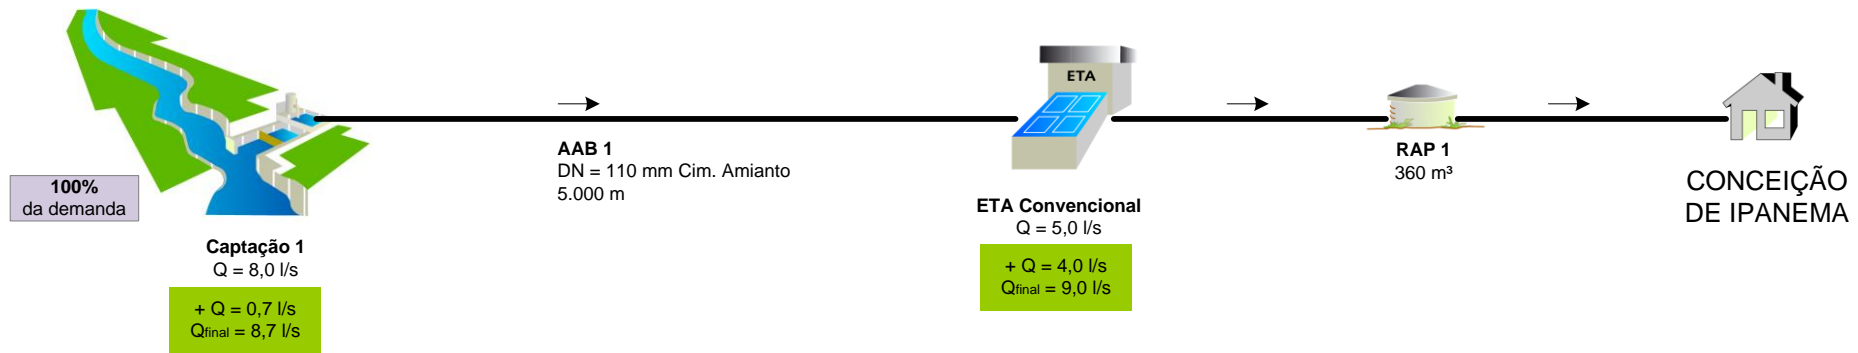 100%
da demanda
Captação 1
Q = 8,0 l/s
+ Q = 0,7 l/s
Qfinal = 8,7 l/s
AAB 1
DN = 110 mm Cim. Amianto
5.000 m
ETA
ETA Convencional
Q = 5,0 l/s
+ Q = 4,0 l/s
Qfinal = 9,0 l/s
RAP 1
360 m³
CONCEIÇÃO
DE IPANEMA